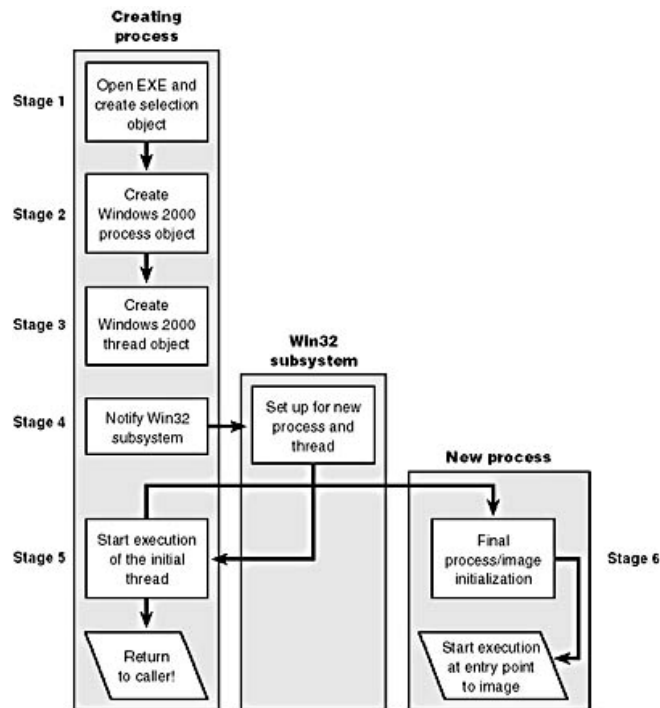 Creating
process
Stage 1
Open EXE and
create selection
object
Stage 2
Create
Windows 2000
process object
Stage 3
Create
Windows 2000
thread object
Win32
subsystem
Stage 4
Notify Win32
subsystem
Set up for new
process and
thread
New process
Stage 5
Start execution
of the initial
thread
Final
process/image
initialization
Stage 6
Return
to caller!
Start execution
at entry point
to image